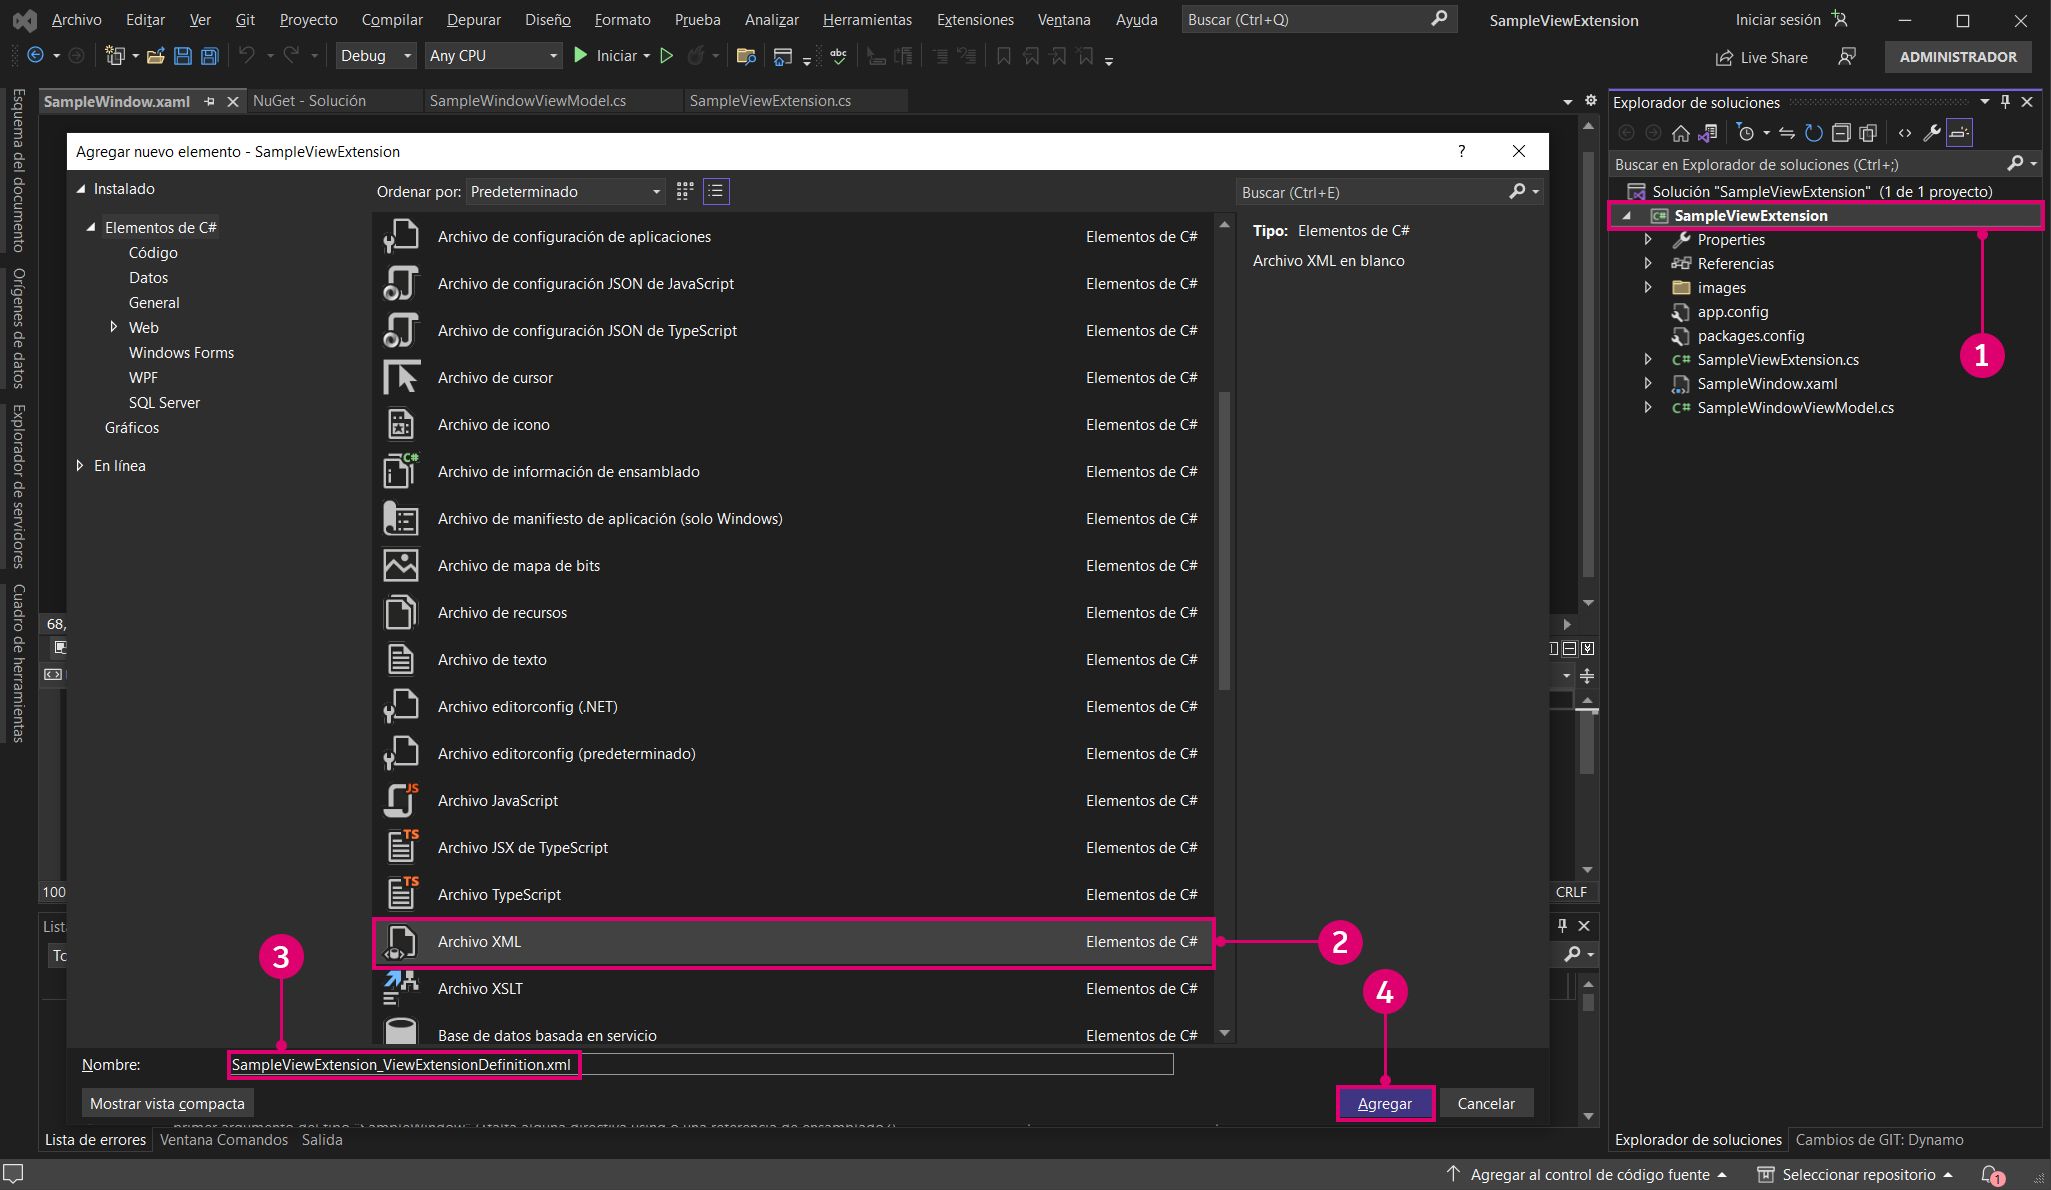 Archivo Editar Ver Git Proyecto Compilar Depurar Diseño Formato Prueba Analizar Herramientas Extensiones Ventana Ayuda Buscar (Ctrl+Q) SampleViewExtension Iniciar sesión
Debug Any CPU Iniciar abc Live Share ADMINISTRADOR
Esquema del documento
Orígenes de datos
Explorador de servidores
Cuadro de herramientas
SampleWindow.xaml NuGet - Solución SampleWindowViewModel.cs SampleViewExtension.cs
Agregar nuevo elemento - SampleViewExtension ?
Instalado
Elementos de C#
Código
Datos
General
Web
Windows Forms
WPF
SQL Server
Gráficos
En línea
Ordenar por: Predeterminado
Archivo de configuración de aplicaciones Elementos de C#
Archivo de configuración JSON de JavaScript Elementos de C#
Archivo de configuración JSON de TypeScript Elementos de C#
Archivo de cursor Elementos de C#
Archivo de icono Elementos de C#
C# Archivo de información de ensamblado Elementos de C#
Archivo de manifiesto de aplicación (solo Windows) Elementos de C#
Archivo de mapa de bits Elementos de C#
Archivo de recursos Elementos de C#
Archivo de texto Elementos de C#
Archivo editorconfig (.NET) Elementos de C#
Archivo editorconfig (predeterminado) Elementos de C#
JS Archivo JavaScript Elementos de C#
TS Archivo JSX de TypeScript Elementos de C#
TS Archivo TypeScript Elementos de C#
Archivo XML Elementos de C#
Archivo XSLT Elementos de C#
Base de datos basada en servicio Elementos de C#
Buscar (Ctrl+E)
Tipo: Elementos de C#
Archivo XML en blanco
2
3
4
Nombre: SampleViewExtension_ViewExtensionDefinition.xml
Mostrar vista compacta Agregar Cancelar
68,
100
CRLF
Lista de errores Ventana Comandos Salida
Explorador de soluciones
Buscar en Explorador de soluciones (Ctrl+;)
Solución "SampleViewExtension" (1 de 1 proyecto)
C# SampleViewExtension
Properties
Referencias
images
app.config
packages.config
C# SampleViewExtension.cs
SampleWindow.xaml
C# SampleWindowViewModel.cs
1
Explorador de soluciones Cambios de GIT: Dynamo
Agregar al control de código fuente Seleccionar repositorio 1